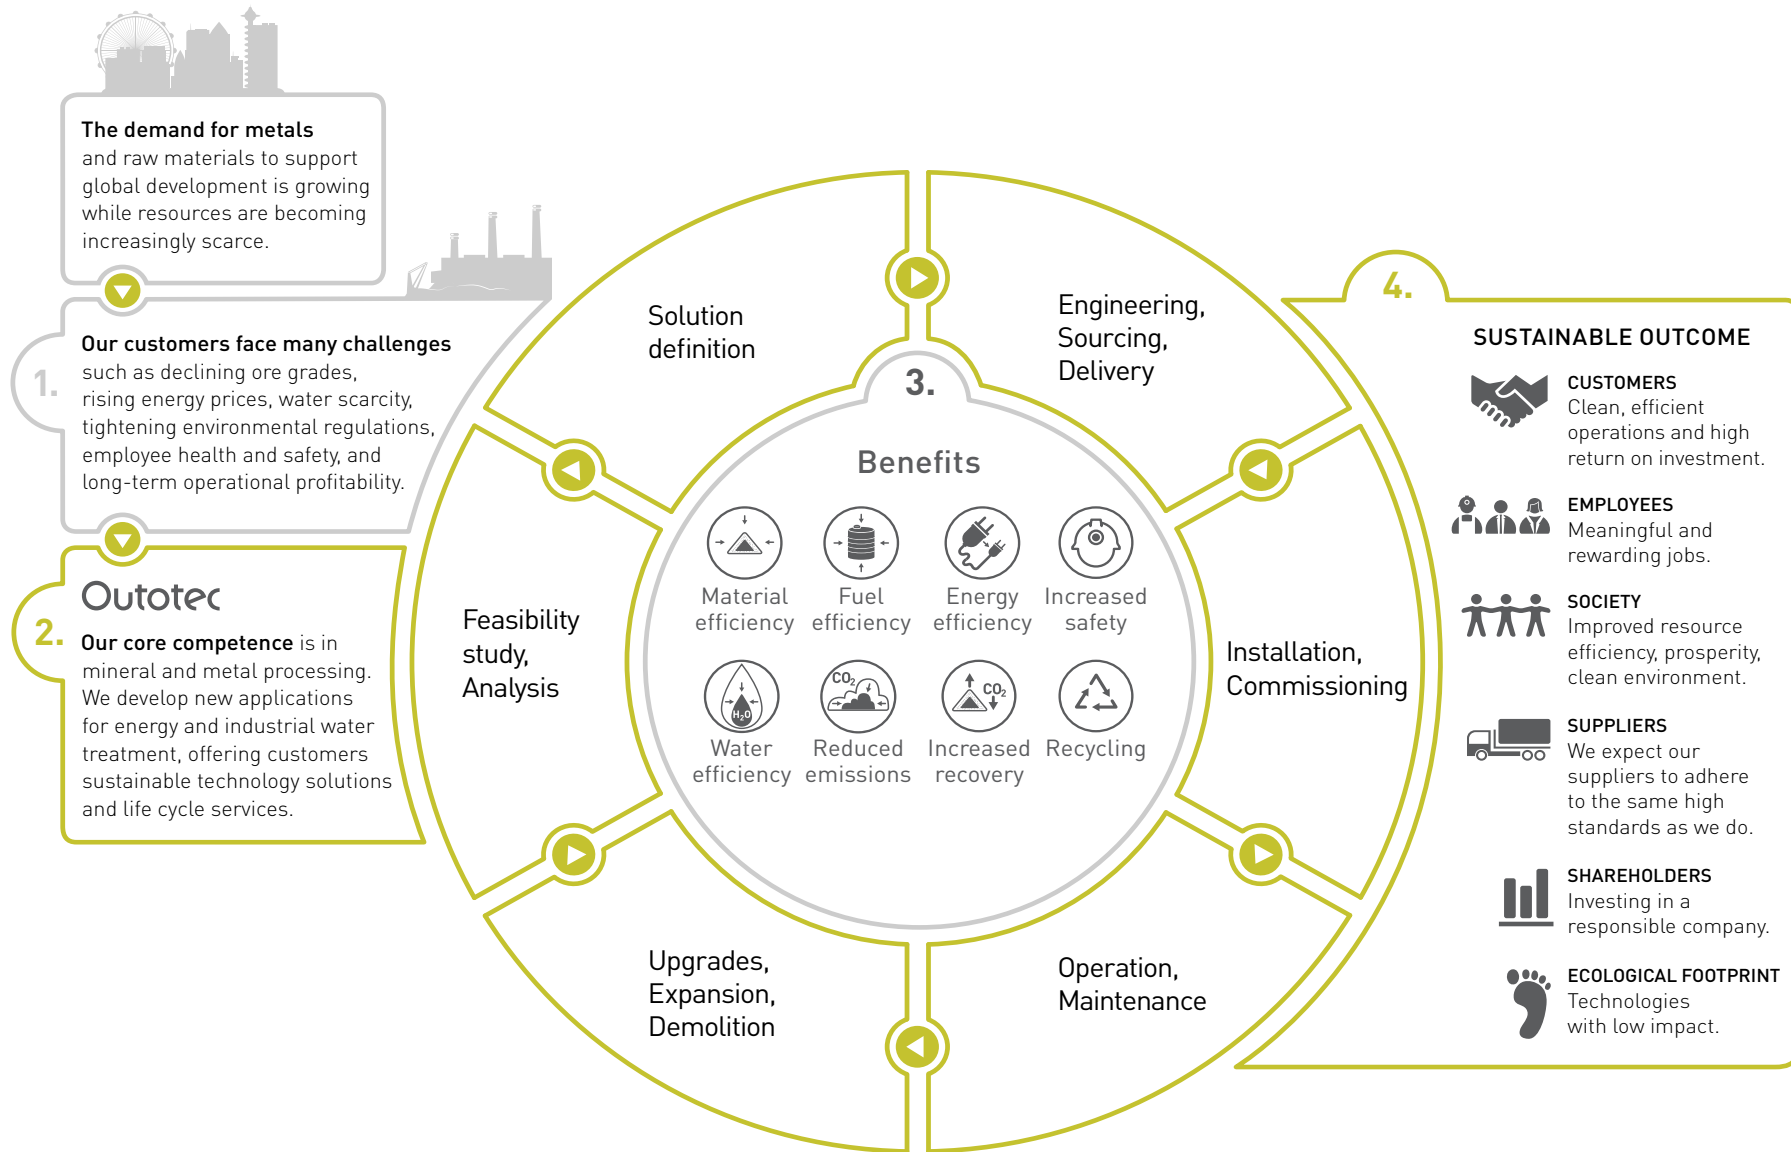 The demand for metals
and raw materials to support
global development is growing
while resources are becoming
increasingly scarce.
1.
Our customers face many challenges
such as declining ore grades,
rising energy prices, water scarcity,
tightening environmental regulations,
employee health and safety, and
long-term operational profitability.
2.
Outotec
Our core competence is in
mineral and metal processing.
We develop new applications
for energy and industrial water
treatment, offering customers
sustainable technology solutions
and life cycle services.
Solution
definition
Engineering,
Sourcing,
Delivery
Feasibility
study,
Analysis
Installation,
Commissioning
Upgrades,
Expansion,
Demolition
Operation,
Maintenance
3.
Benefits
Material
efficiency
Fuel
efficiency
Energy
efficiency
Increased
safety
H2O
Water
efficiency
CO2
Reduced
emissions
CO2
Increased
recovery
Recycling
4.
SUSTAINABLE OUTCOME
CUSTOMERS
Clean, efficient
operations and high
return on investment.
EMPLOYEES
Meaningful and
rewarding jobs.
SOCIETY
Improved resource
efficiency, prosperity,
clean environment.
SUPPLIERS
We expect our
suppliers to adhere
to the same high
standards as we do.
SHAREHOLDERS
Investing in a
responsible company.
ECOLOGICAL FOOTPRINT
Technologies
with low impact.